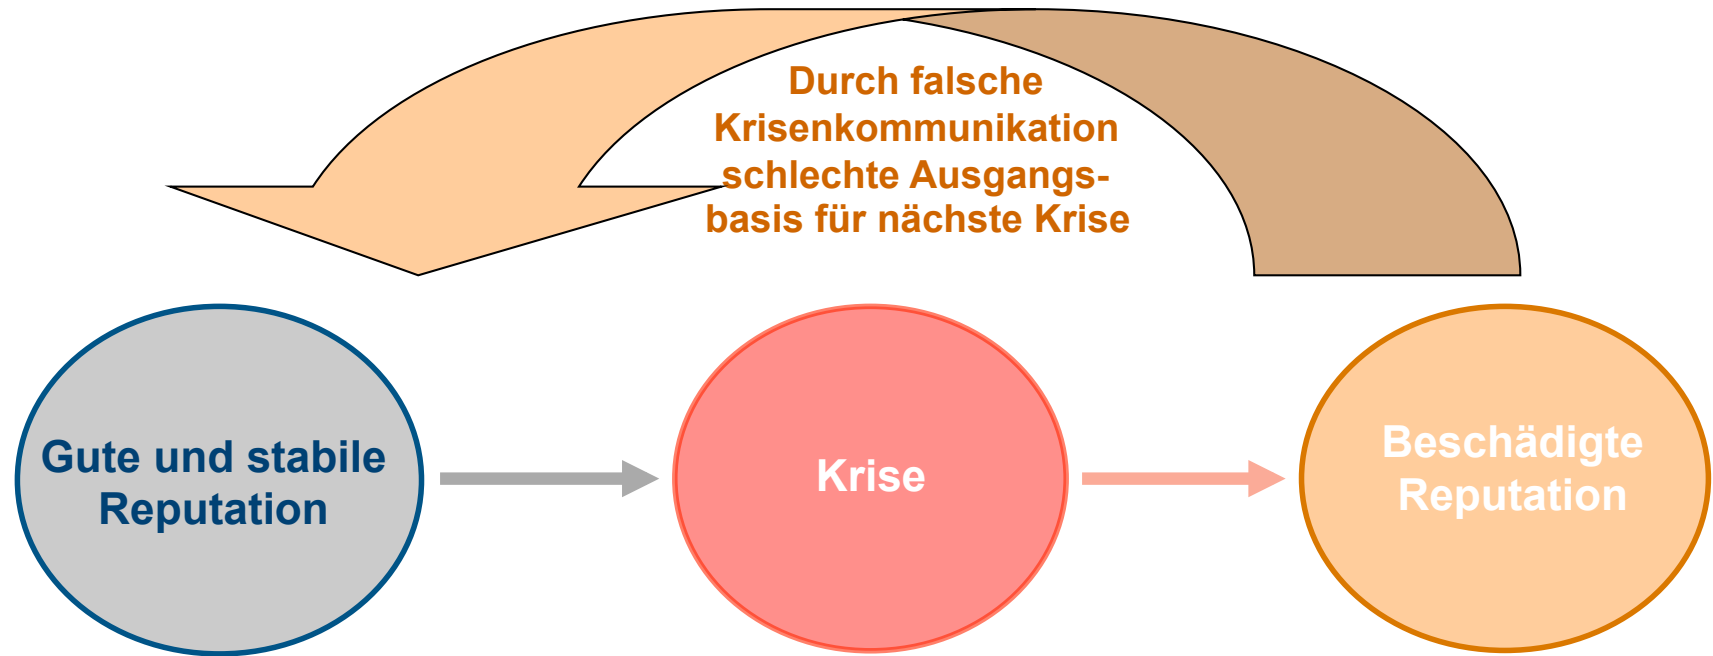 Durch falsche
Krisenkommunikation
schlechte Ausgangs-
basis für nächste Krise
Gute und stabile
Reputation
Krise
Beschädigte
Reputation